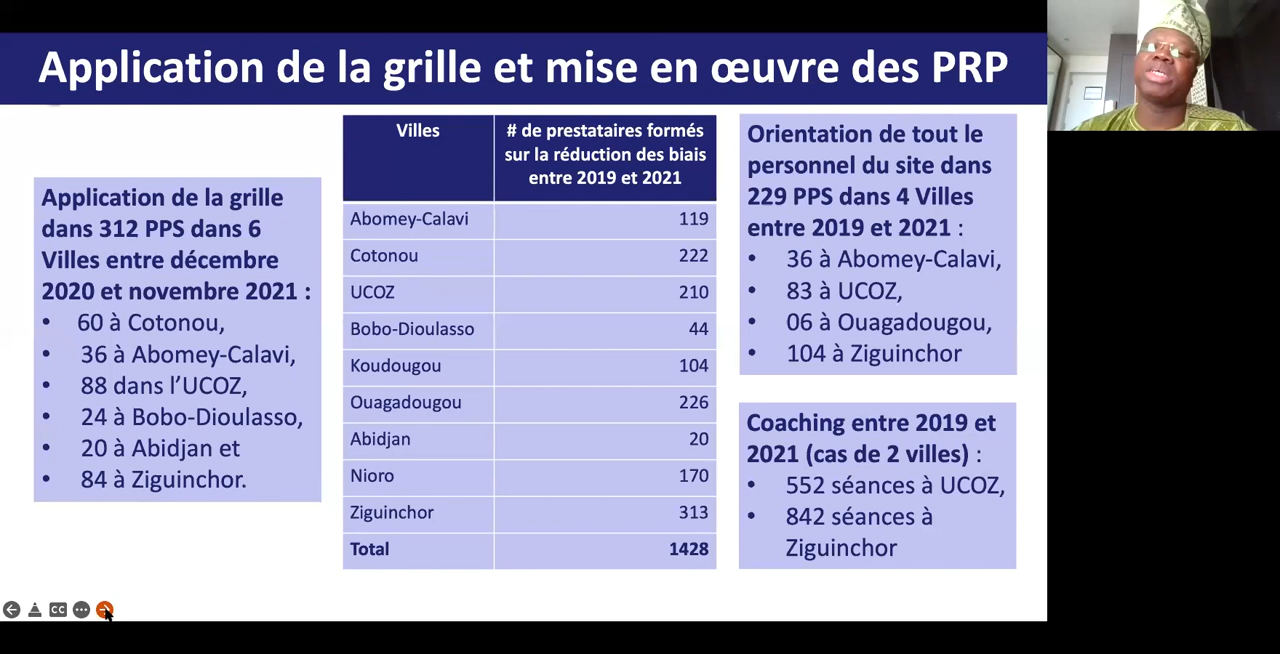 Application de la grille et mise en œuvre des PRP
Application de la grille
dans 312 PPS dans 6
Villes entre décembre
2020 et novembre 2021 :
• 60 à Cotonou,
• 36 à Abomey-Calavi,
• 88 dans l’UCOZ,
• 24 à Bobo-Dioulasso,
• 20 à Abidjan et
• 84 à Ziguinchor.
Villes
# de prestataires formés
sur la réduction des biais
entre 2019 et 2021
Abomey-Calavi 119
Cotonou 222
UCOZ 210
Bobo-Dioulasso 44
Koudougou 104
Ouagadougou 226
Abidjan 20
Nioro 170
Ziguinchor 313
Total 1428
Orientation de tout le
personnel du site dans
229 PPS dans 4 Villes
entre 2019 et 2021 :
• 36 à Abomey-Calavi,
• 83 à UCOZ,
• 06 à Ouagadougou,
• 104 à Ziguinchor
Coaching entre 2019 et
2021 (cas de 2 villes) :
• 552 séances à UCOZ,
• 842 séances à
Ziguinchor
CC